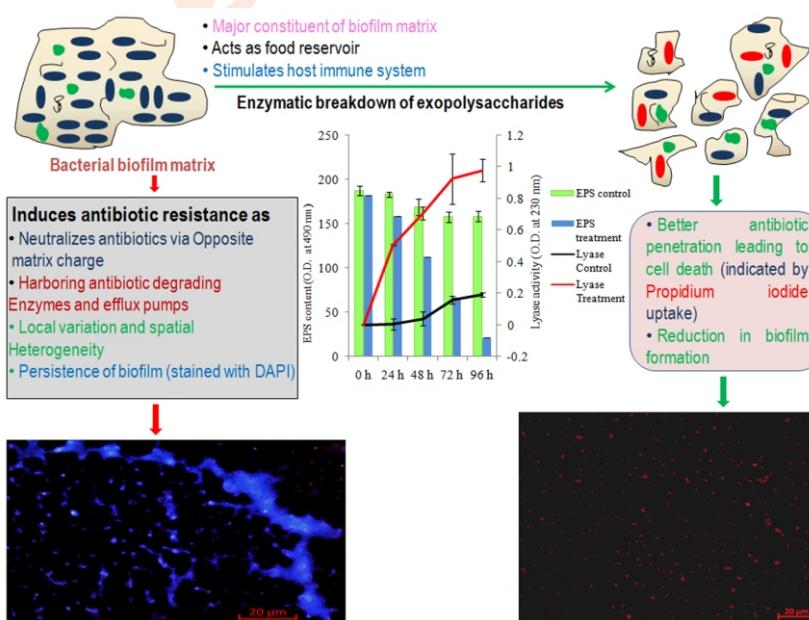 • Major constituent of biofilm matrix
• Acts as food reservoir
• Stimulates host immune system
Enzymatic breakdown of exopolysaccharides
Bacterial biofilm matrix
Induces antibiotic resistance as
• Neutralizes antibiotics via Opposite
matrix charge
• Harboring antibiotic degrading
Enzymes and efflux pumps
• Local variation and spatial
Heterogeneity
• Persistence of biofilm (stained with DAPI)
EPS content(O.D. at490 nm)
250
200
150
100
50
0
0 h 24 h 48 h 72 h 96 h
1.2
1
0.8
0.6
0.4
0.2
0
-0.2
Lyase activity (O.D. at 230 nm)
EPS control
EPS
treatment
Lyase
Control
Lyase
Treatment
• Better antibiotic
penetration leading to
cell death (indicated by
Propidium iodide
uptake)
• Reduction in biofilm
formation
20 µm
20 µm